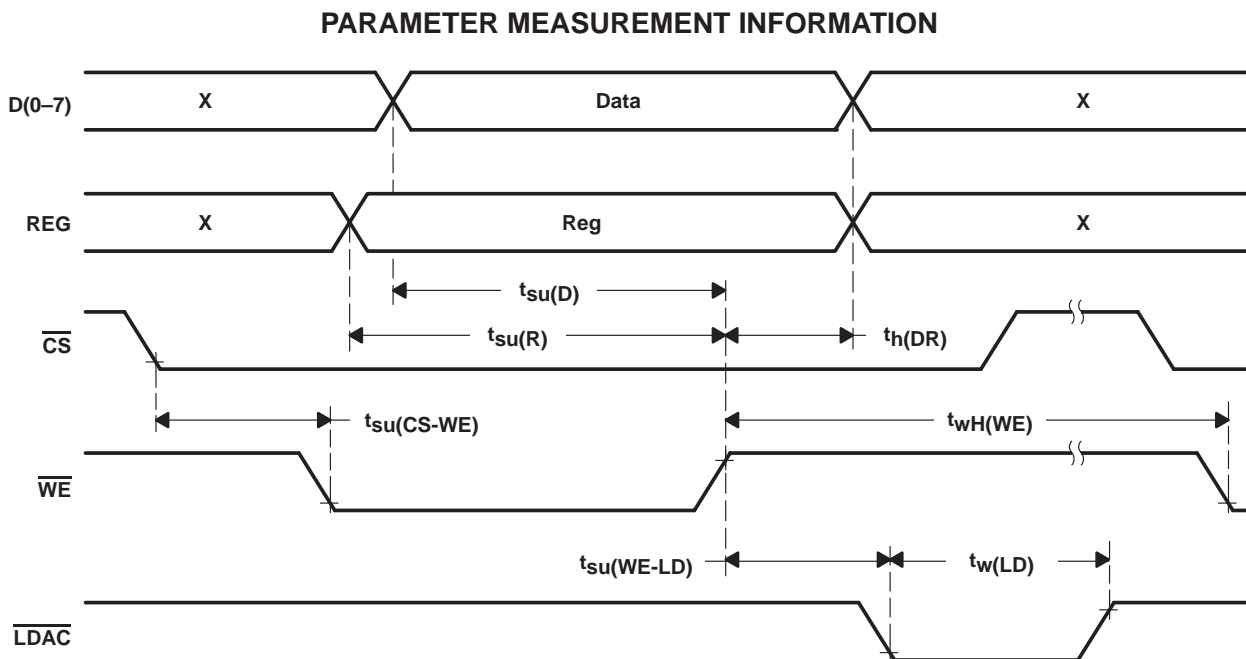 PARAMETER MEASUREMENT INFORMATION
D(0–7) X Data X
REG X Reg X
tsu(D)
CS tsu(R) th(DR)
tsu(CS-WE) twH(WE)
WE
tsu(WE-LD) tw(LD)
LDAC